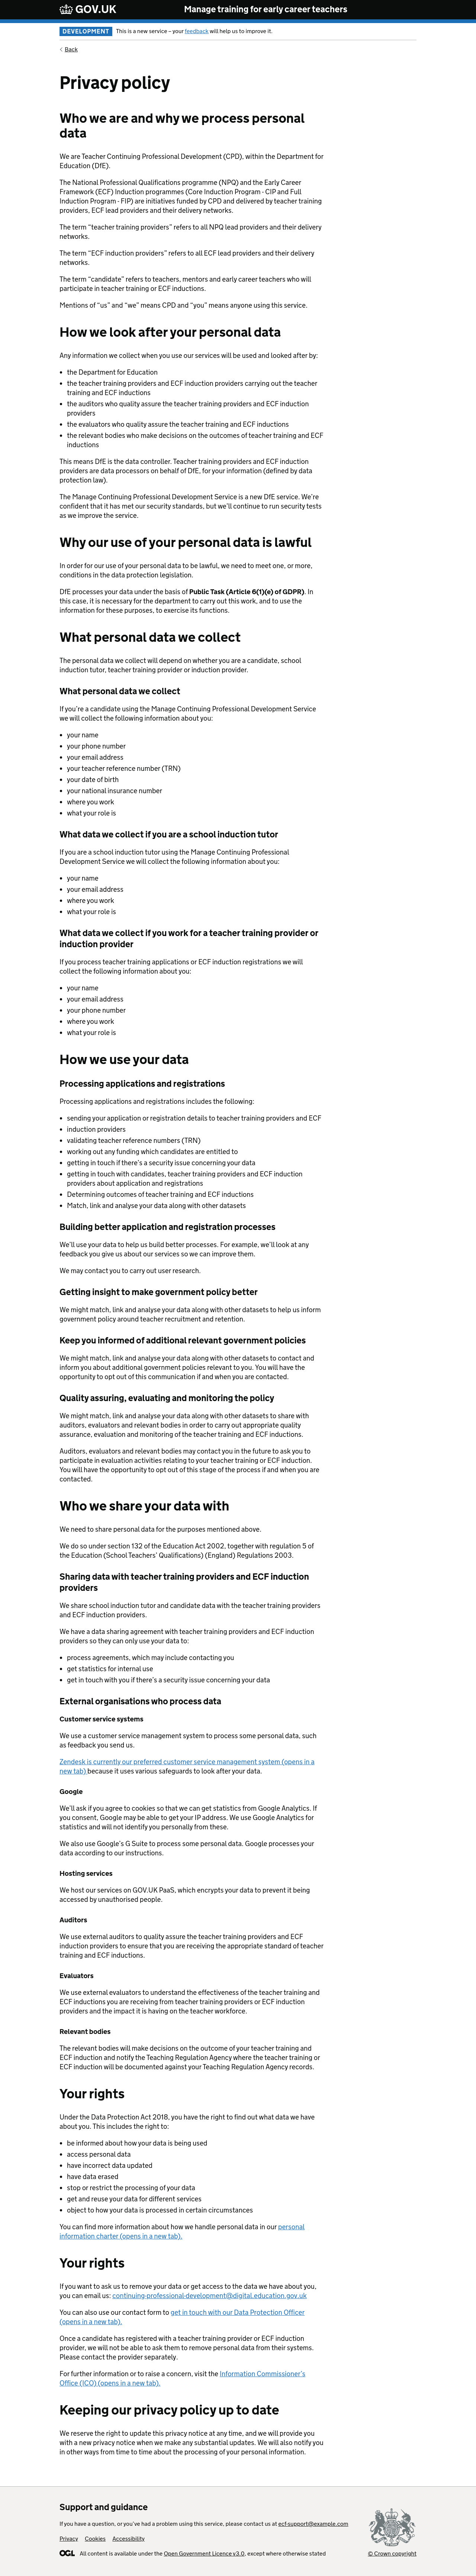 GOV.UK
Manage training for early career teachers
DEVELOPMENT
This is a new service – your feedback will help us to improve it.
Back
Privacy policy
Who we are and why we process personal
data
We are Teacher Continuing Professional Development (CPD), within the Department for
Education (DfE).
The National Professional Qualifications programme (NPQ) and the Early Career
Framework (ECF) Induction programmes (Core Induction Program - CIP and Full
Induction Program - FIP) are initiatives funded by CPD and delivered by teacher training
providers, ECF lead providers and their delivery networks.
The term “teacher training providers” refers to all NPQ lead providers and their delivery
networks.
The term “ECF induction providers” refers to all ECF lead providers and their delivery
networks.
The term “candidate” refers to teachers, mentors and early career teachers who will
participate in teacher training or ECF inductions.
Mentions of “us” and “we” means CPD and “you” means anyone using this service.
How we look after your personal data
Any information we collect when you use our services will be used and looked after by:
• the Department for Education
• the teacher training providers and ECF induction providers carrying out the teacher
training and ECF inductions
• the auditors who quality assure the teacher training providers and ECF induction
providers
• the evaluators who quality assure the teacher training and ECF inductions
• the relevant bodies who make decisions on the outcomes of teacher training and ECF
inductions
This means DfE is the data controller. Teacher training providers and ECF induction
providers are data processors on behalf of DfE, for your information (defined by data
protection law).
The Manage Continuing Professional Development Service is a new DfE service. We’re
confident that it has met our security standards, but we’ll continue to run security tests
as we improve the service.
Why our use of your personal data is lawful
In order for our use of your personal data to be lawful, we need to meet one, or more,
conditions in the data protection legislation.
DfE processes your data under the basis of Public Task (Article 6(1)(e) of GDPR). In
this case, it is necessary for the department to carry out this work, and to use the
information for these purposes, to exercise its functions.
What personal data we collect
The personal data we collect will depend on whether you are a candidate, school
induction tutor, teacher training provider or induction provider.
What personal data we collect
If you’re a candidate using the Manage Continuing Professional Development Service
we will collect the following information about you:
• your name
• your phone number
• your email address
• your teacher reference number (TRN)
• your date of birth
• your national insurance number
• where you work
• what your role is
What data we collect if you are a school induction tutor
If you are a school induction tutor using the Manage Continuing Professional
Development Service we will collect the following information about you:
• your name
• your email address
• where you work
• what your role is
What data we collect if you work for a teacher training provider or
induction provider
If you process teacher training applications or ECF induction registrations we will
collect the following information about you:
• your name
• your email address
• your phone number
• where you work
• what your role is
How we use your data
Processing applications and registrations
Processing applications and registrations includes the following:
• sending your application or registration details to teacher training providers and ECF
• induction providers
• validating teacher reference numbers (TRN)
• working out any funding which candidates are entitled to
• getting in touch if there’s a security issue concerning your data
• getting in touch with candidates, teacher training providers and ECF induction
providers about application and registrations
• Determining outcomes of teacher training and ECF inductions
• Match, link and analyse your data along with other datasets
Building better application and registration processes
We’ll use your data to help us build better processes. For example, we’ll look at any
feedback you give us about our services so we can improve them.
We may contact you to carry out user research.
Getting insight to make government policy better
We might match, link and analyse your data along with other datasets to help us inform
government policy around teacher recruitment and retention.
Keep you informed of additional relevant government policies
We might match, link and analyse your data along with other datasets to contact and
inform you about additional government policies relevant to you. You will have the
opportunity to opt out of this communication if and when you are contacted.
Quality assuring, evaluating and monitoring the policy
We might match, link and analyse your data along with other datasets to share with
auditors, evaluators and relevant bodies in order to carry out appropriate quality
assurance, evaluation and monitoring of the teacher training and ECF inductions.
Auditors, evaluators and relevant bodies may contact you in the future to ask you to
participate in evaluation activities relating to your teacher training or ECF induction.
You will have the opportunity to opt out of this stage of the process if and when you are
contacted.
Who we share your data with
We need to share personal data for the purposes mentioned above.
We do so under section 132 of the Education Act 2002, together with regulation 5 of
the Education (School Teachers’ Qualifications) (England) Regulations 2003.
Sharing data with teacher training providers and ECF induction
providers
We share school induction tutor and candidate data with the teacher training providers
and ECF induction providers.
We have a data sharing agreement with teacher training providers and ECF induction
providers so they can only use your data to:
• process agreements, which may include contacting you
• get statistics for internal use
• get in touch with you if there’s a security issue concerning your data
External organisations who process data
Customer service systems
We use a customer service management system to process some personal data, such
as feedback you send us.
Zendesk is currently our preferred customer service management system (opens in a
new tab) because it uses various safeguards to look after your data.
Google
We’ll ask if you agree to cookies so that we can get statistics from Google Analytics. If
you consent, Google may be able to get your IP address. We use Google Analytics for
statistics and will not identify you personally from these.
We also use Google’s G Suite to process some personal data. Google processes your
data according to our instructions.
Hosting services
We host our services on GOV.UK PaaS, which encrypts your data to prevent it being
accessed by unauthorised people.
Auditors
We use external auditors to quality assure the teacher training providers and ECF
induction providers to ensure that you are receiving the appropriate standard of teacher
training and ECF inductions.
Evaluators
We use external evaluators to understand the effectiveness of the teacher training and
ECF inductions you are receiving from teacher training providers or ECF induction
providers and the impact it is having on the teacher workforce.
Relevant bodies
The relevant bodies will make decisions on the outcome of your teacher training and
ECF induction and notify the Teaching Regulation Agency where the teacher training or
ECF induction will be documented against your Teaching Regulation Agency records.
Your rights
Under the Data Protection Act 2018, you have the right to find out what data we have
about you. This includes the right to:
• be informed about how your data is being used
• access personal data
• have incorrect data updated
• have data erased
• stop or restrict the processing of your data
• get and reuse your data for different services
• object to how your data is processed in certain circumstances
You can find more information about how we handle personal data in our personal
information charter (opens in a new tab).
Your rights
If you want to ask us to remove your data or get access to the data we have about you,
you can email us: continuing-professional-development@digital.education.gov.uk
You can also use our contact form to get in touch with our Data Protection Officer
(opens in a new tab).
Once a candidate has registered with a teacher training provider or ECF induction
provider, we will not be able to ask them to remove personal data from their systems.
Please contact the provider separately.
For further information or to raise a concern, visit the Information Commissioner’s
Office (ICO) (opens in a new tab).
Keeping our privacy policy up to date
We reserve the right to update this privacy notice at any time, and we will provide you
with a new privacy notice when we make any substantial updates. We will also notify you
in other ways from time to time about the processing of your personal information.
Support and guidance
If you have a question, or you’ve had a problem using this service, please contact us at ecf-support@example.com
Privacy Cookies Accessibility
OGL All content is available under the Open Government Licence v3.0, except where otherwise stated
© Crown copyright